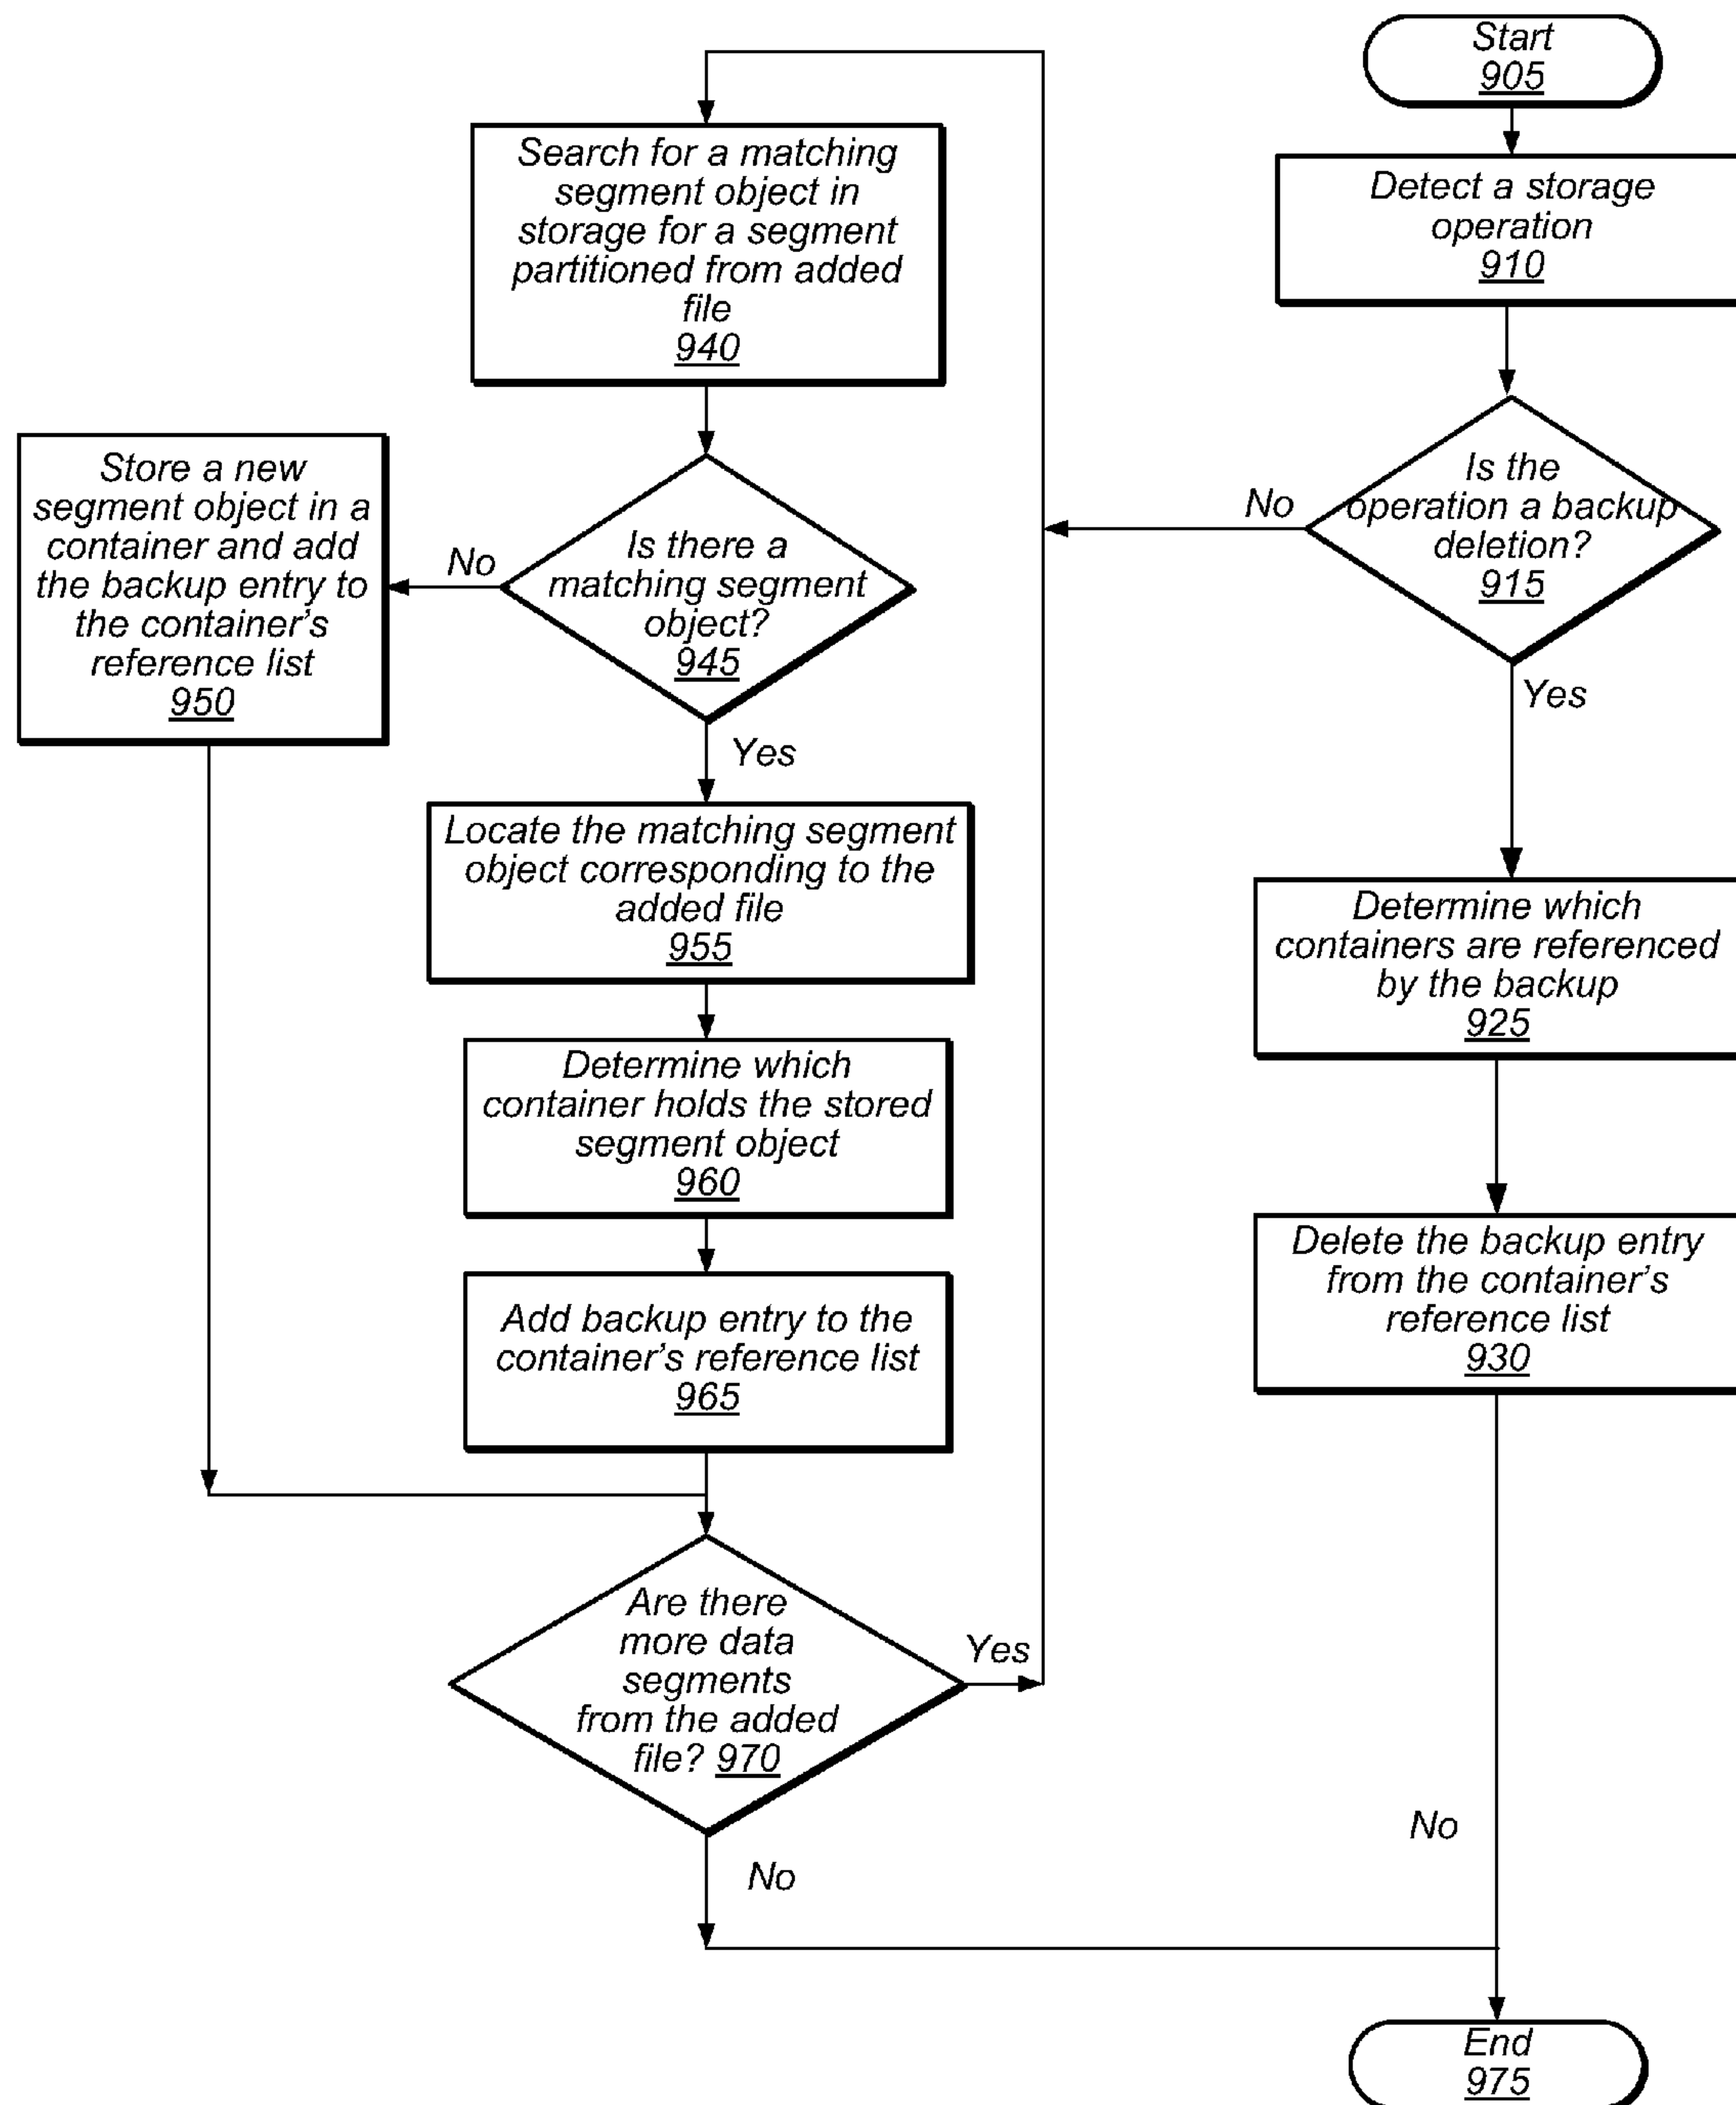 Start
905
Detect a storage
operation
910
Is the
operation a backup
deletion?
915
No
Yes
Determine which
containers are referenced
by the backup
925
Delete the backup entry
from the container's
reference list
930
No
End
975
Search for a matching
segment object in
storage for a segment
partitioned from added
file
940
Is there a
matching segment
object?
945
No
Yes
Store a new
segment object in a
container and add
the backup entry to
the container's
reference list
950
Locate the matching segment
object corresponding to the
added file
955
Determine which
container holds the stored
segment object
960
Add backup entry to the
container's reference list
965
Are there
more data
segments
from the added
file? 970
Yes
No